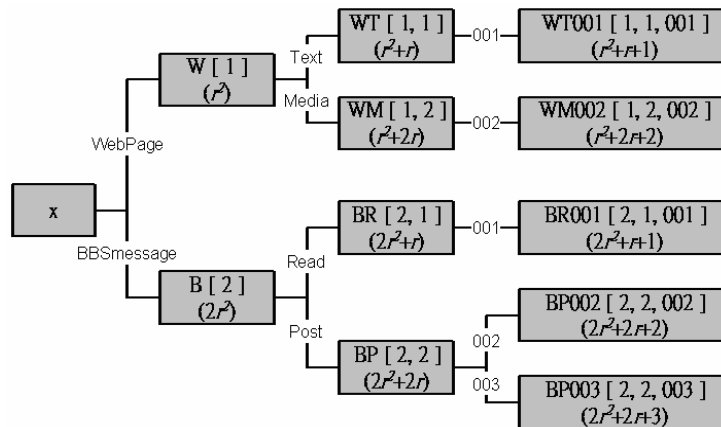 WT [ 1, 1 ]
(r²+r)
001
WT001 [ 1, 1, 001 ]
(r²+r+1)
Text
W [ 1 ]
(r²)
Media
WM [ 1, 2 ]
(r²+2r)
002
WM002 [ 1, 2, 002 ]
(r²+2r+2)
WebPage
x
BBSmessage
BR [ 2, 1 ]
(2r²+r)
001
BR001 [ 2, 1, 001 ]
(2r²+r+1)
Read
B [ 2 ]
(2r²)
Post
BP [ 2, 2 ]
(2r²+2r)
002
BP002 [ 2, 2, 002 ]
(2r²+2r+2)
003
BP003 [ 2, 2, 003 ]
(2r²+2r+3)